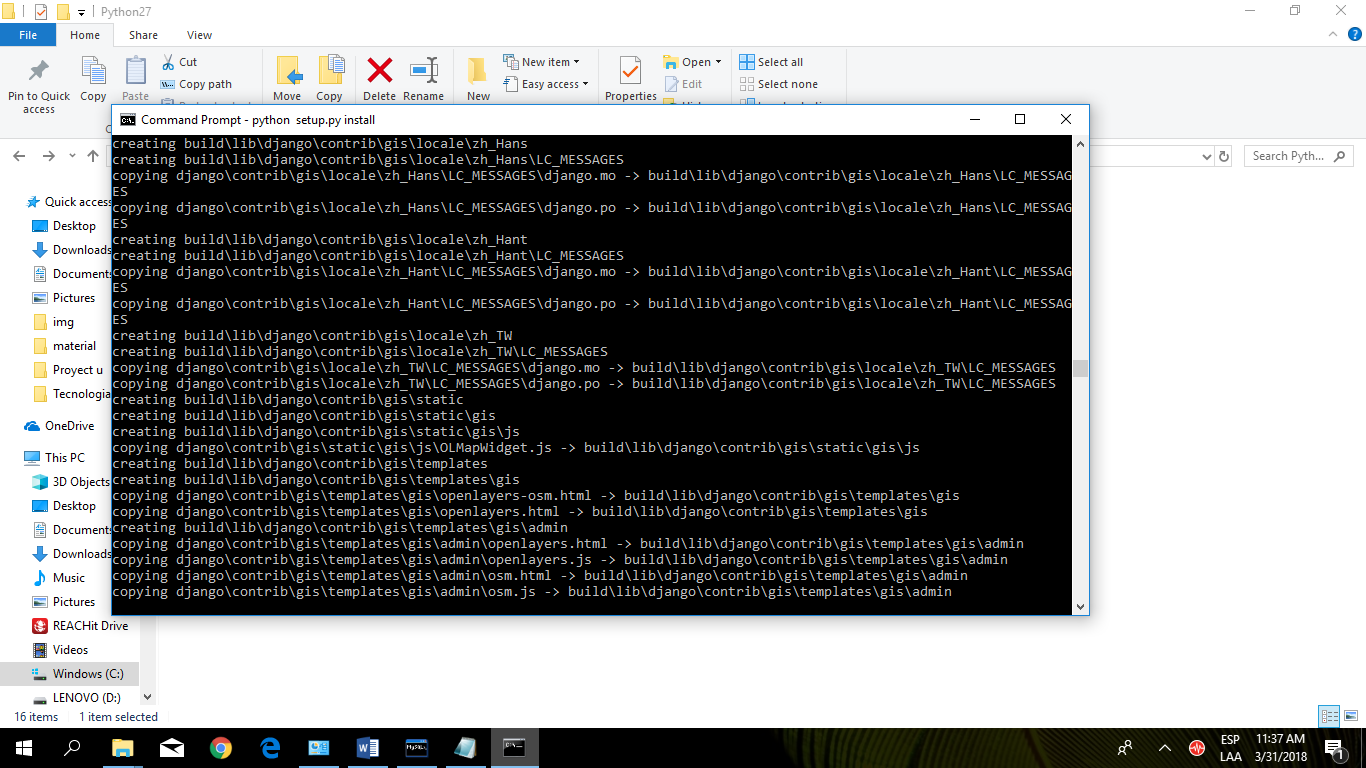 Python27
File
Home
Share
View
Pin to Quick access
Copy
Paste
Cut
Copy path
Move
Copy
Delete
Rename
New
New item
Easy access
Properties
Open
Edit
Select all
Select none
Command Prompt - python  setup.py install
Search Pyth...
creating build\lib\django\contrib\gis\locale\zh_Hans
creating build\lib\django\contrib\gis\locale\zh_Hans\LC_MESSAGES
copying django\contrib\gis\locale\zh_Hans\LC_MESSAGES\django.mo -> build\lib\django\contrib\gis\locale\zh_Hans\LC_MESSAG
ES
copying django\contrib\gis\locale\zh_Hans\LC_MESSAGES\django.po -> build\lib\django\contrib\gis\locale\zh_Hans\LC_MESSAG
ES
creating build\lib\django\contrib\gis\locale\zh_Hant
creating build\lib\django\contrib\gis\locale\zh_Hant\LC_MESSAGES
copying django\contrib\gis\locale\zh_Hant\LC_MESSAGES\django.mo -> build\lib\django\contrib\gis\locale\zh_Hant\LC_MESSAG
ES
copying django\contrib\gis\locale\zh_Hant\LC_MESSAGES\django.po -> build\lib\django\contrib\gis\locale\zh_Hant\LC_MESSAG
ES
creating build\lib\django\contrib\gis\locale\zh_TW
creating build\lib\django\contrib\gis\locale\zh_TW\LC_MESSAGES
copying django\contrib\gis\locale\zh_TW\LC_MESSAGES\django.mo -> build\lib\django\contrib\gis\locale\zh_TW\LC_MESSAGES
copying django\contrib\gis\locale\zh_TW\LC_MESSAGES\django.po -> build\lib\django\contrib\gis\locale\zh_TW\LC_MESSAGES
creating build\lib\django\contrib\gis\static
creating build\lib\django\contrib\gis\static\gis
creating build\lib\django\contrib\gis\static\gis\js
copying django\contrib\gis\static\gis\js\OLMapWidget.js -> build\lib\django\contrib\gis\static\gis\js
creating build\lib\django\contrib\gis\templates
creating build\lib\django\contrib\gis\templates\gis
copying django\contrib\gis\templates\gis\openlayers-osm.html -> build\lib\django\contrib\gis\templates\gis
copying django\contrib\gis\templates\gis\openlayers.html -> build\lib\django\contrib\gis\templates\gis
creating build\lib\django\contrib\gis\templates\gis\admin
copying django\contrib\gis\templates\gis\admin\openlayers.html -> build\lib\django\contrib\gis\templates\gis\admin
copying django\contrib\gis\templates\gis\admin\openlayers.js -> build\lib\django\contrib\gis\templates\gis\admin
copying django\contrib\gis\templates\gis\admin\osm.html -> build\lib\django\contrib\gis\templates\gis\admin
copying django\contrib\gis\templates\gis\admin\osm.js -> build\lib\django\contrib\gis\templates\gis\admin
Quick access
Desktop
Downloads
Documents
Pictures
img
material
Proyect u
Tecnologia
OneDrive
This PC
3D Objects
Desktop
Documents
Downloads
Music
Pictures
REACHit Drive
Videos
Windows (C:)
LENOVO (D:)
16 items
1 item selected
MySQL
ESP
LAA
11:37 AM
3/31/2018
1